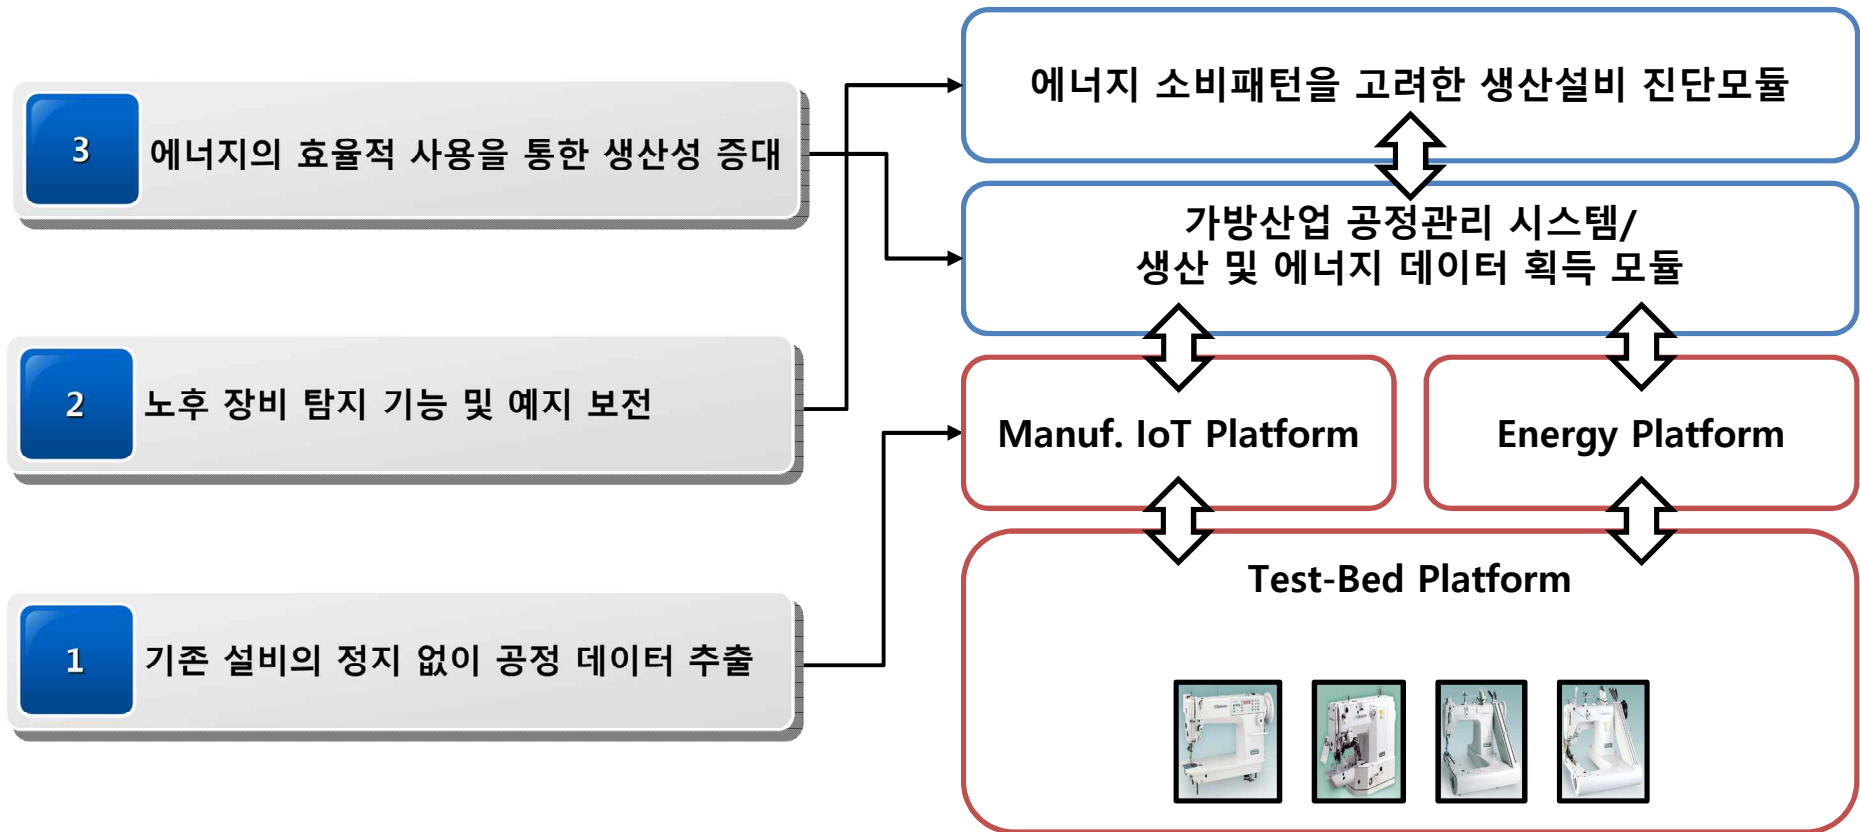 3
에너지의 효율적 사용을 통한 생산성 증대
2
노후 장비 탐지 기능 및 예지 보전
1
기존 설비의 정지 없이 공정 데이터 추출
에너지 소비패턴을 고려한 생산설비 진단모듈
가방산업 공정관리 시스템/
생산 및 에너지 데이터 획득 모듈
Manuf. IoT Platform
Energy Platform
Test-Bed Platform